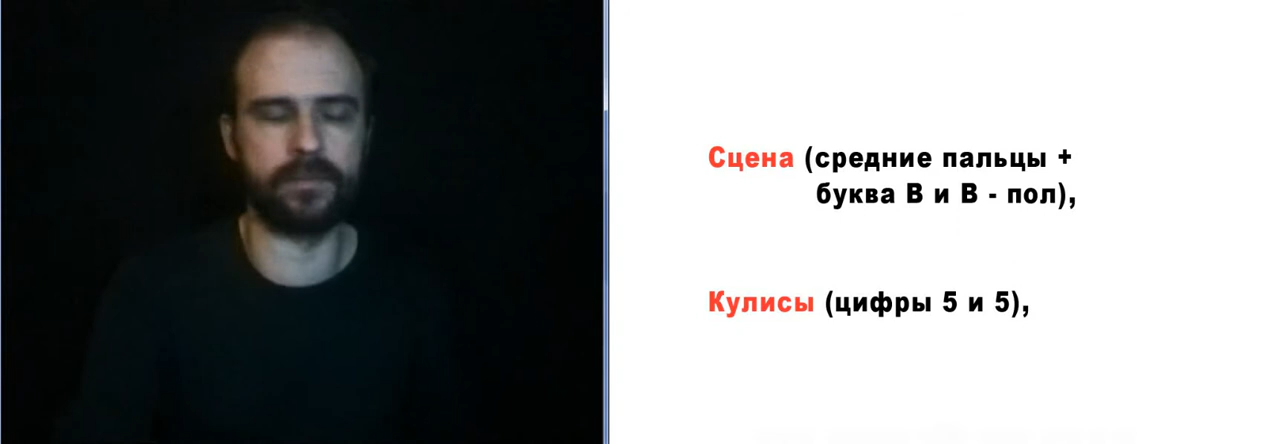 Сцена (средние пальцы +
буква В и В - пол),
Кулисы (цифры 5 и 5),